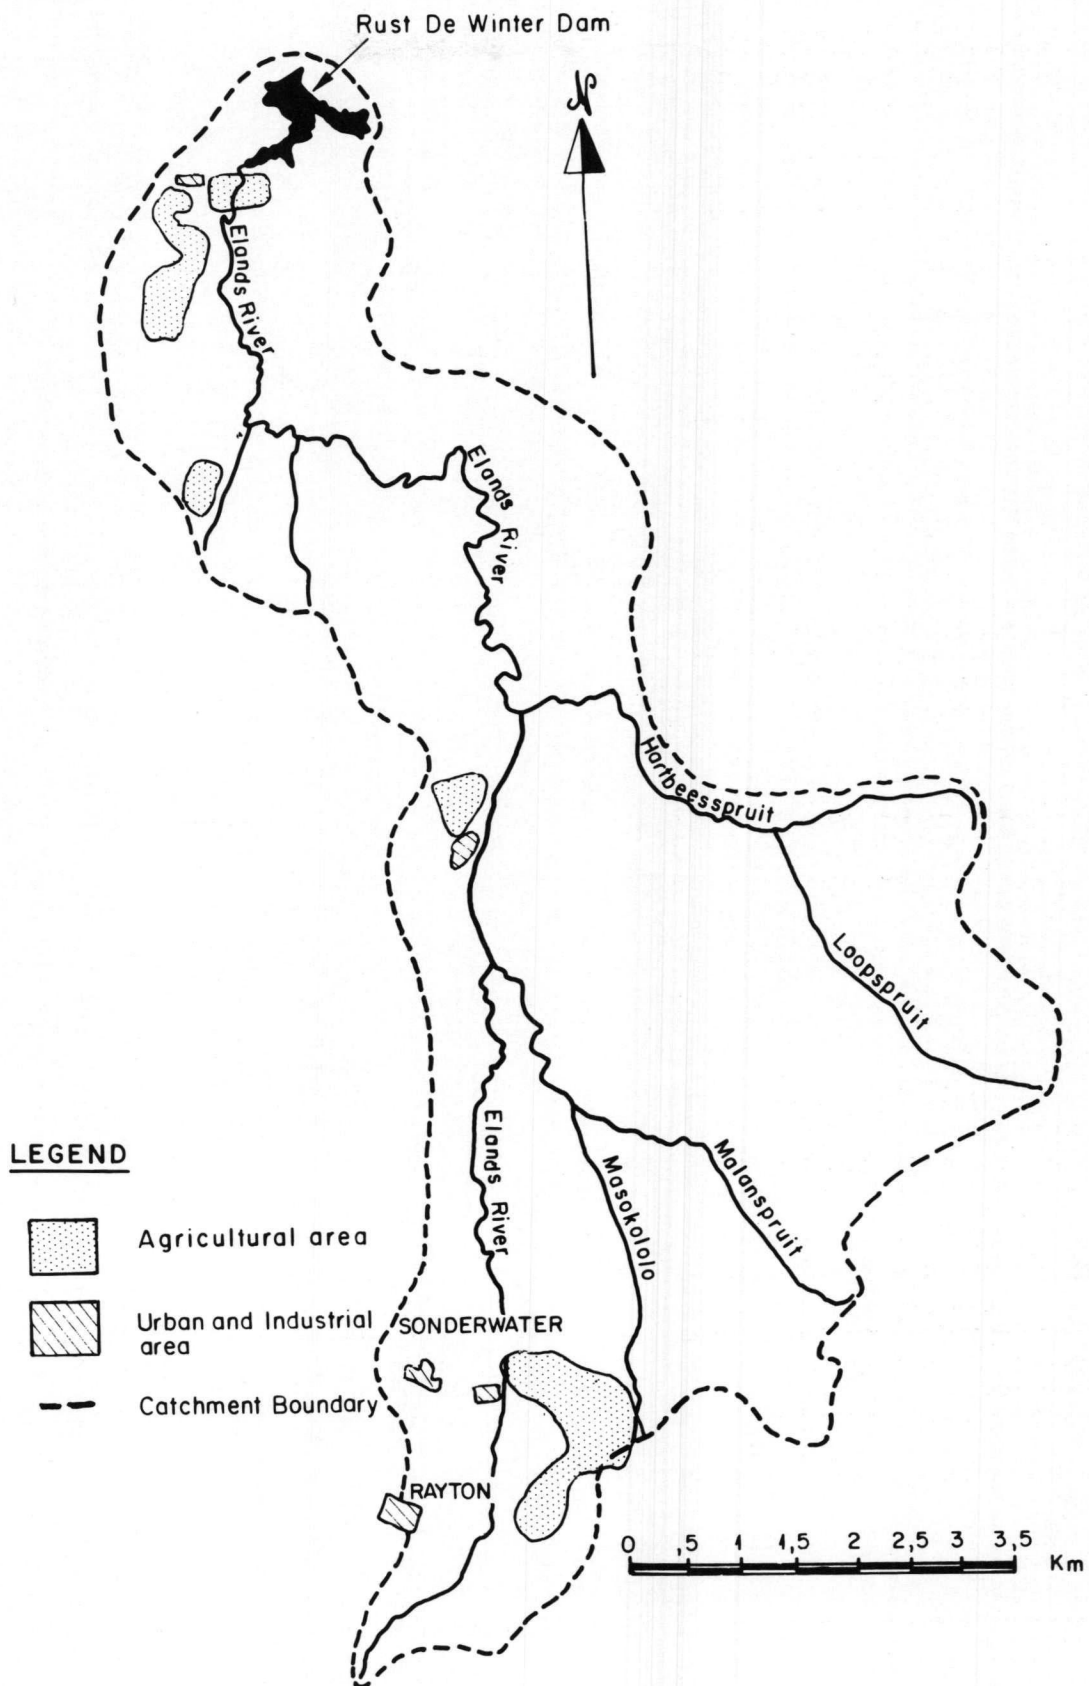 Rust De Winter Dam
N
Elands River
Elands River
Hartbeesspruit
Loopspruit
Elands River
Masokololo
Malanspruit
LEGEND
Agricultural area
Urban and Industrial
area
Catchment Boundary
SONDERWATER
RAYTON
0 ,5 1 1,5 2 2,5 3 3,5
Km